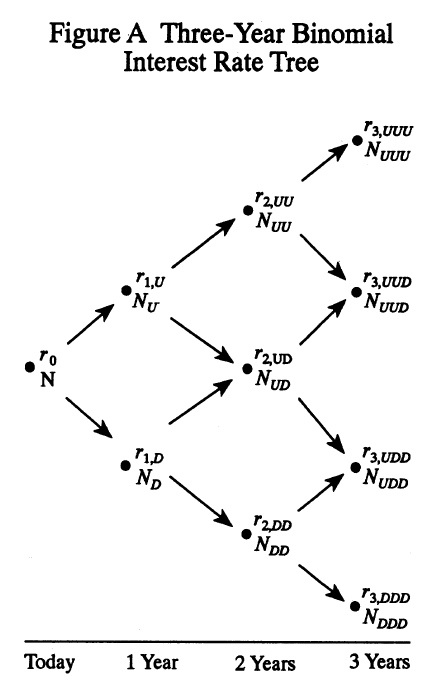 Figure A Three-Year Binomial
Interest Rate Tree
r3,UUU
NUUU
r2,UU
NUU
r1,U
NU
r3,UUD
NUUD
r0
N
r2,UD
NUD
r1,D
ND
r3,UDD
NUDD
r2,DD
NDD
r3,DDD
NDDD
Today 1 Year 2 Years 3 Years